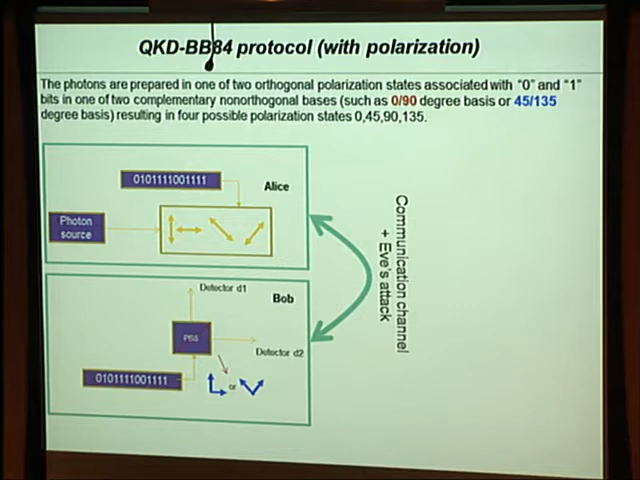 QKD-BB84 protocol (with polarization)
The photons are prepared in one of two orthogonal polarization states associated with “0” and “1”
bits in one of two complementary nonorthogonal bases (such as 0/90 degree basis or 45/135
degree basis) resulting in four possible polarization states 0,45,90,135.
0101111001111
Alice
Photon
source
Communication channel
+ Eve's attack
Detector d1
Bob
PBS
Detector d2
0101111001111
or